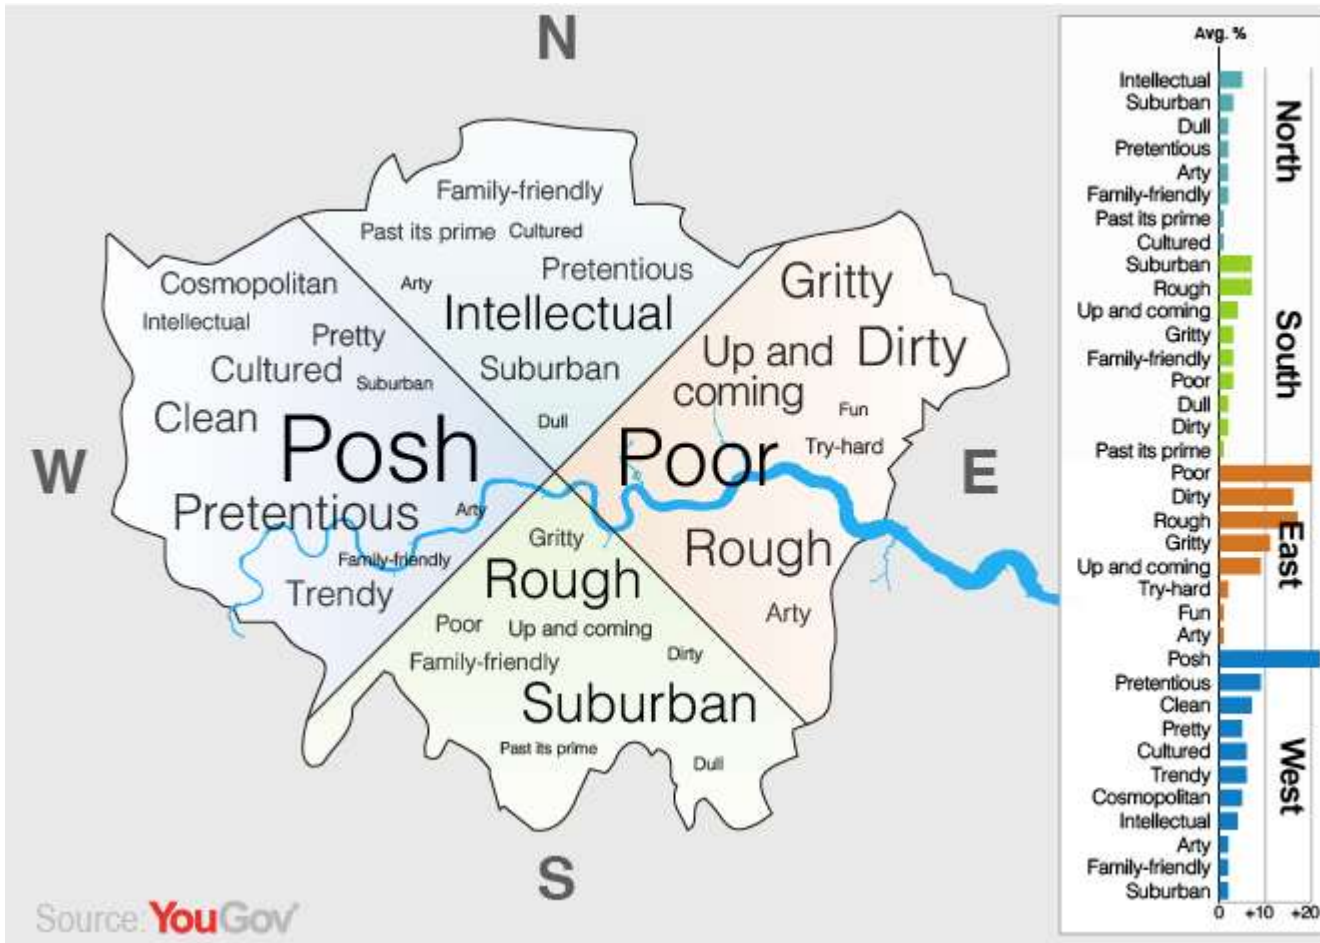 N
Family-friendly
Past its prime Cultured
Arty Pretentious
Intellectual
Suburban
Dull
W
Cosmopolitan
Intellectual
Pretty
Cultured Suburban
Clean
Posh
Pretentious Arty
Family-friendly
Trendy
Gritty
Up and Dirty
coming
Fun
Try-hard
Poor
Rough
Arty
E
Gritty
Rough
Poor Up and coming
Dirty
Family-friendly
Suburban
Past its prime
Dull
S
Source: YouGov
Avg. %
North
Intellectual
Suburban
Dull
Pretentious
Arty
Family-friendly
Past its prime
Cultured
South
Suburban
Rough
Up and coming
Gritty
Family-friendly
Poor
Dull
Dirty
Past its prime
East
Poor
Dirty
Rough
Gritty
Up and coming
Try-hard
Fun
Arty
West
Posh
Pretentious
Clean
Pretty
Cultured
Trendy
Cosmopolitan
Intellectual
Arty
Family-friendly
Suburban
0 +10 +20